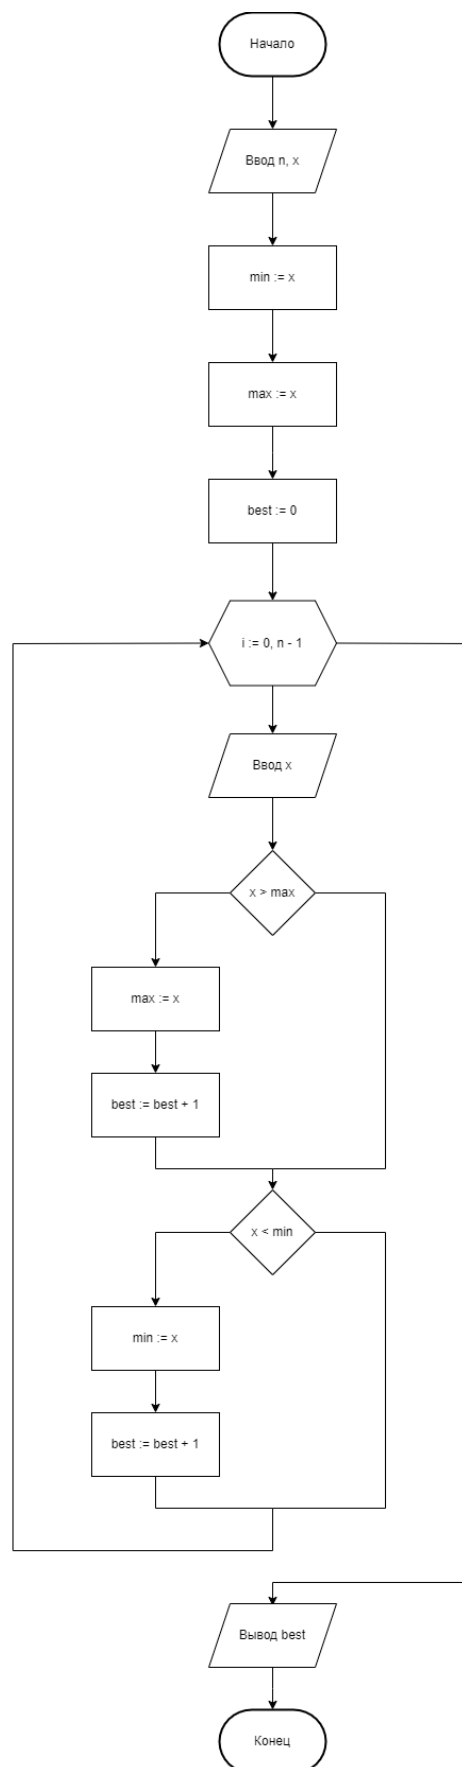 Начало
Ввод n, x
min := x
max := x
best := 0
i := 0, n - 1
Ввод x
x > max
max := x
best := best + 1
x < min
min := x
best := best + 1
Вывод best
Конец